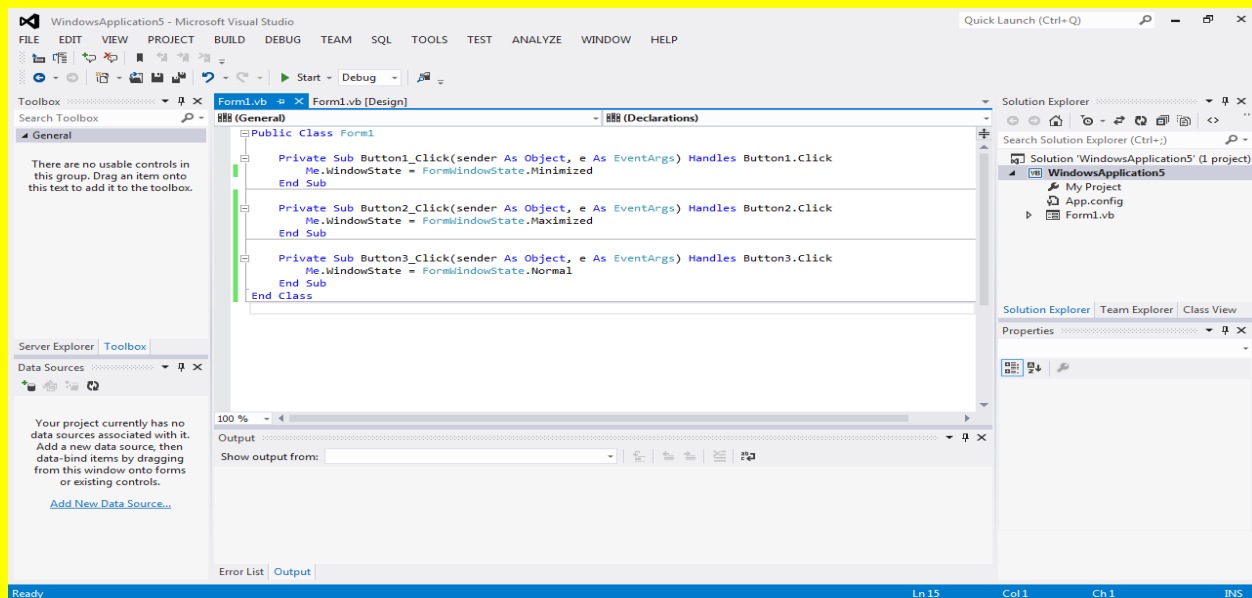 WindowsApplication5 - Microsoft Visual Studio
Quick Launch (Ctrl+Q)
FILE EDIT VIEW PROJECT BUILD DEBUG TEAM SQL TOOLS TEST ANALYZE WINDOW HELP
Start
Debug
Toolbox
Search Toolbox
General
There are no usable controls in
this group. Drag an item onto
this text to add it to the toolbox.
Server Explorer Toolbox
Data Sources
Your project currently has no
data sources associated with it.
Add a new data source, then
data-bind items by dragging
from this window onto forms
or existing controls.
Add New Data Source...
Form1.vb Form1.vb [Design]
(General) (Declarations)
Public Class Form1
Private Sub Button1_Click(sender As Object, e As EventArgs) Handles Button1.Click
Me.WindowState = FormWindowState.Minimized
End Sub
Private Sub Button2_Click(sender As Object, e As EventArgs) Handles Button2.Click
Me.WindowState = FormWindowState.Maximized
End Sub
Private Sub Button3_Click(sender As Object, e As EventArgs) Handles Button3.Click
Me.WindowState = FormWindowState.Normal
End Sub
End Class
100 %
Output
Show output from:
Error List Output
Solution Explorer
Search Solution Explorer (Ctrl+;)
Solution 'WindowsApplication5' (1 project)
VB WindowsApplication5
My Project
App.config
Form1.vb
Solution Explorer Team Explorer Class View
Properties
Ready Ln 15 Col 1 Ch 1 INS